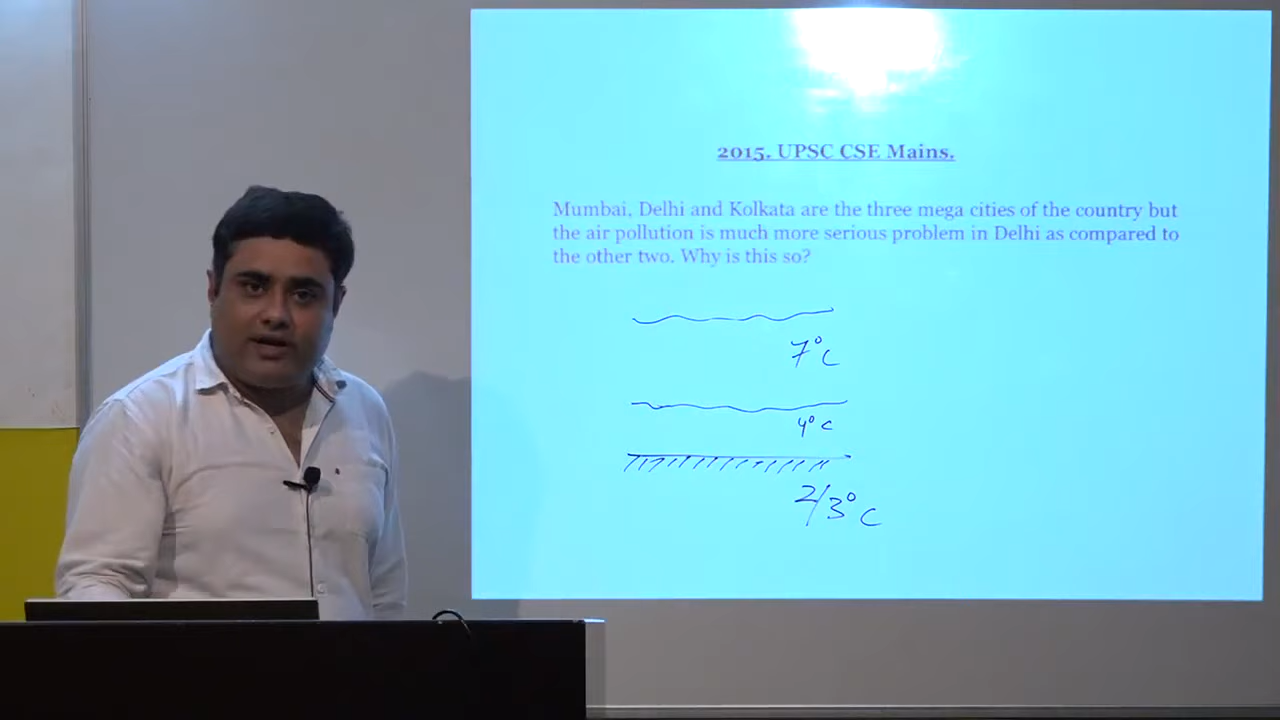 2015. UPSC CSE Mains.
Mumbai, Delhi and Kolkata are the three mega cities of the country but
the air pollution is much more serious problem in Delhi as compared to
the other two. Why is this so?
7°C
4°C
2/3°C